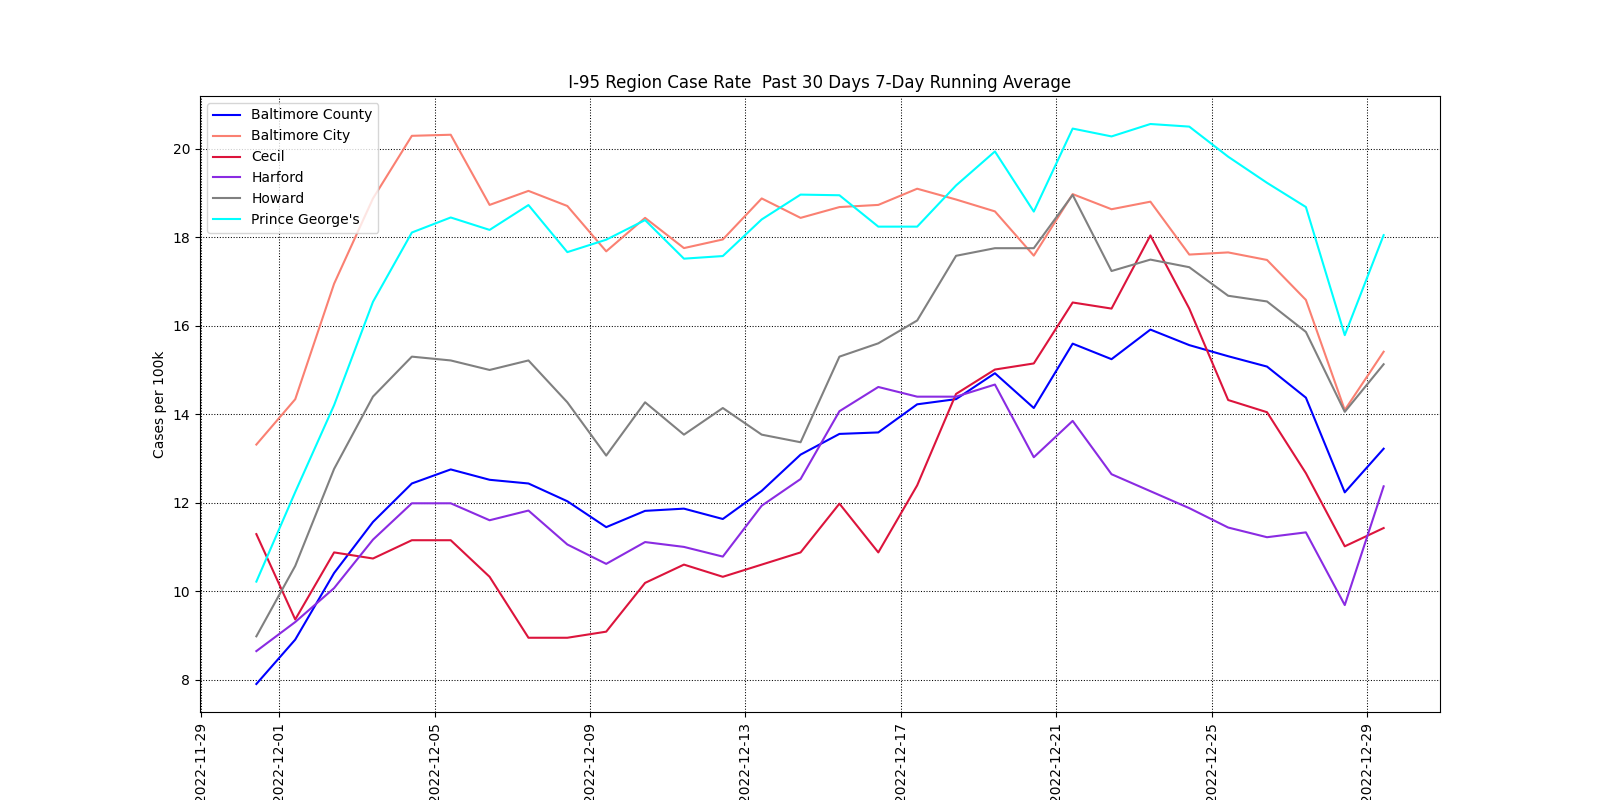 I-95 Region Case Rate  Past 30 Days 7-Day Running Average
Baltimore County
Baltimore City
Cecil
Harford
Howard
Prince George's
Cases per 100k
20
18
16
14
12
10
8
2022-11-29
2022-12-01
2022-12-05
2022-12-09
2022-12-13
2022-12-17
2022-12-21
2022-12-25
2022-12-29